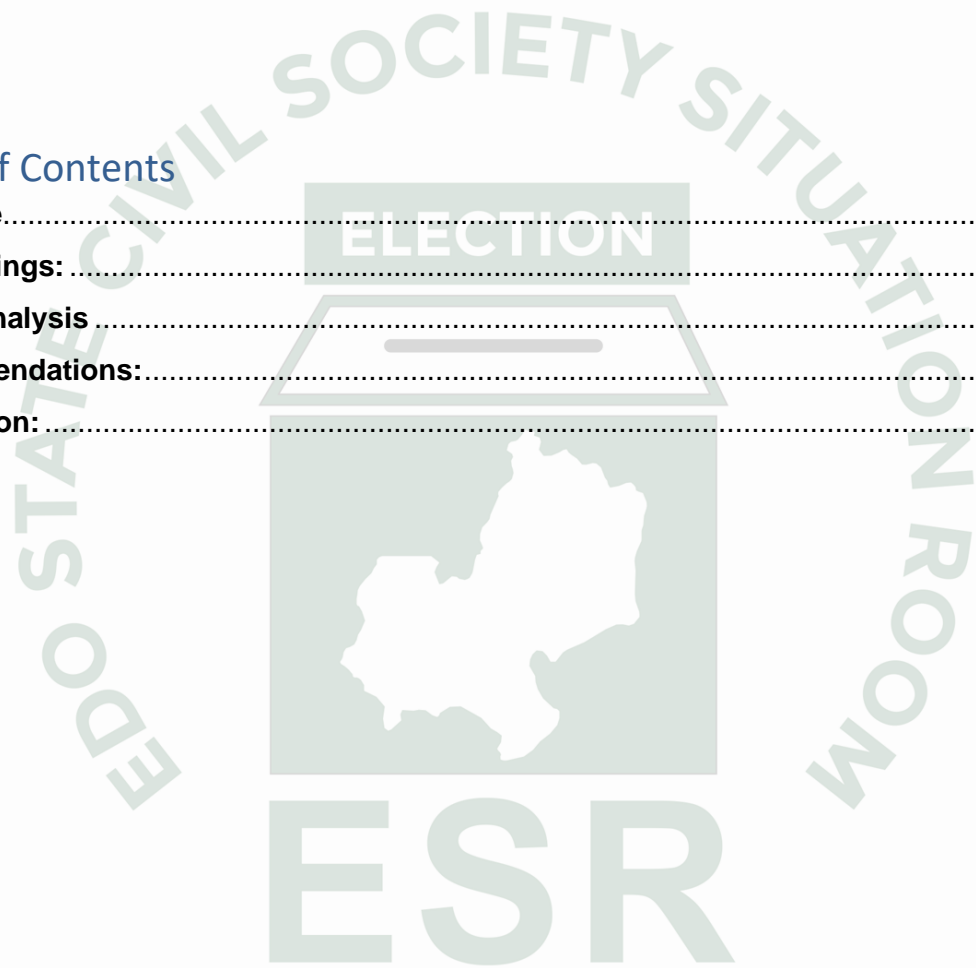 EDO STATE CIVIL SOCIETY SITUATION ROOM
f Contents
e
ELECTION
ings:
nalysis
endations:
on:
ESR